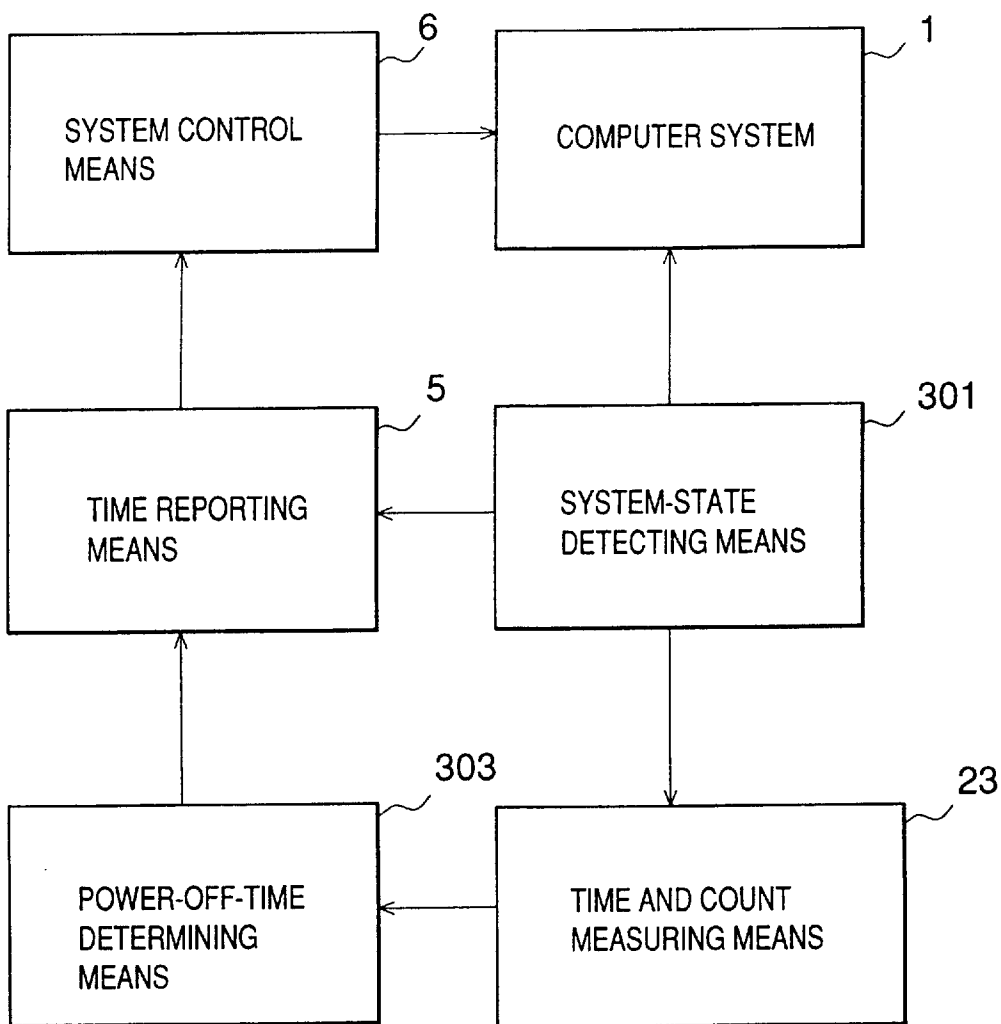 6
SYSTEM CONTROL
MEANS
1
COMPUTER SYSTEM
5
TIME REPORTING
MEANS
301
SYSTEM-STATE
DETECTING MEANS
303
POWER-OFF-TIME
DETERMINING
MEANS
23
TIME AND COUNT
MEASURING MEANS